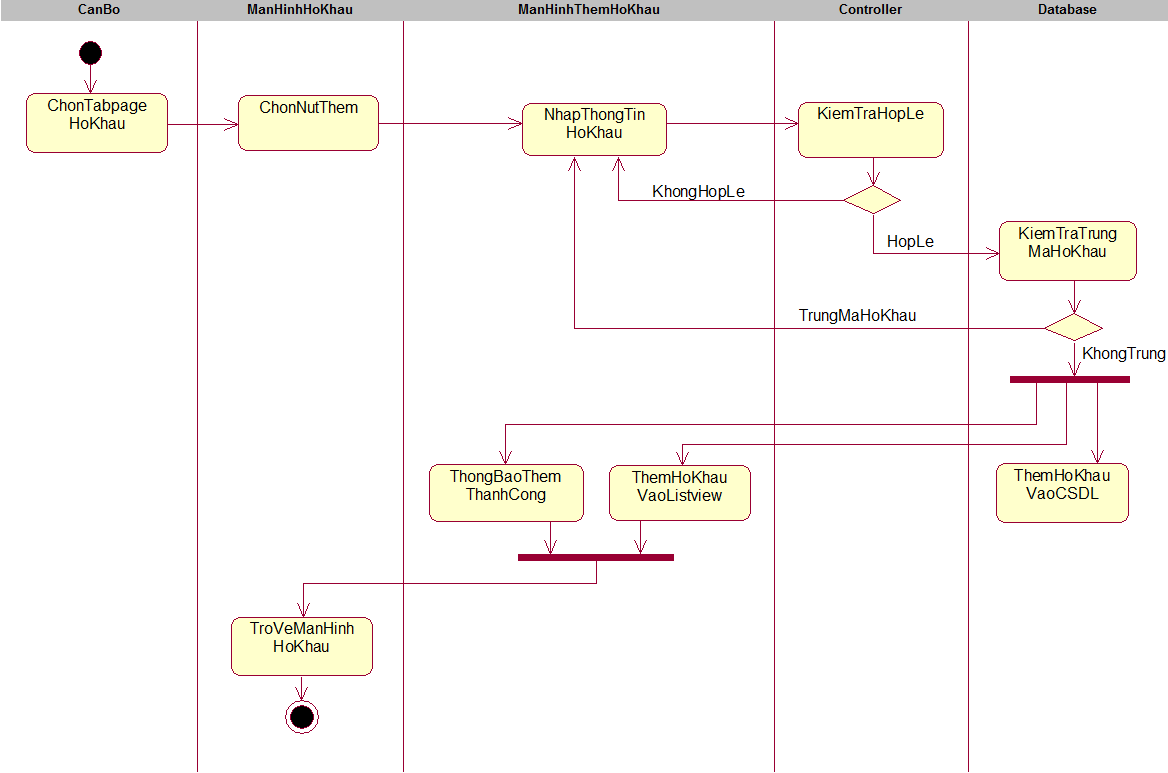 CanBo
ManHinhHoKhau
ManHinhThemHoKhau
Controller
Database
ChonTabpage
HoKhau
ChonNutThem
NhapThongTin
HoKhau
KiemTraHopLe
KhongHopLe
HopLe
KiemTraTrung
MaHoKhau
TrungMaHoKhau
KhongTrung
ThongBaoThem
ThanhCong
ThemHoKhau
VaoListview
ThemHoKhau
VaoCSDL
TroVeManHinh
HoKhau